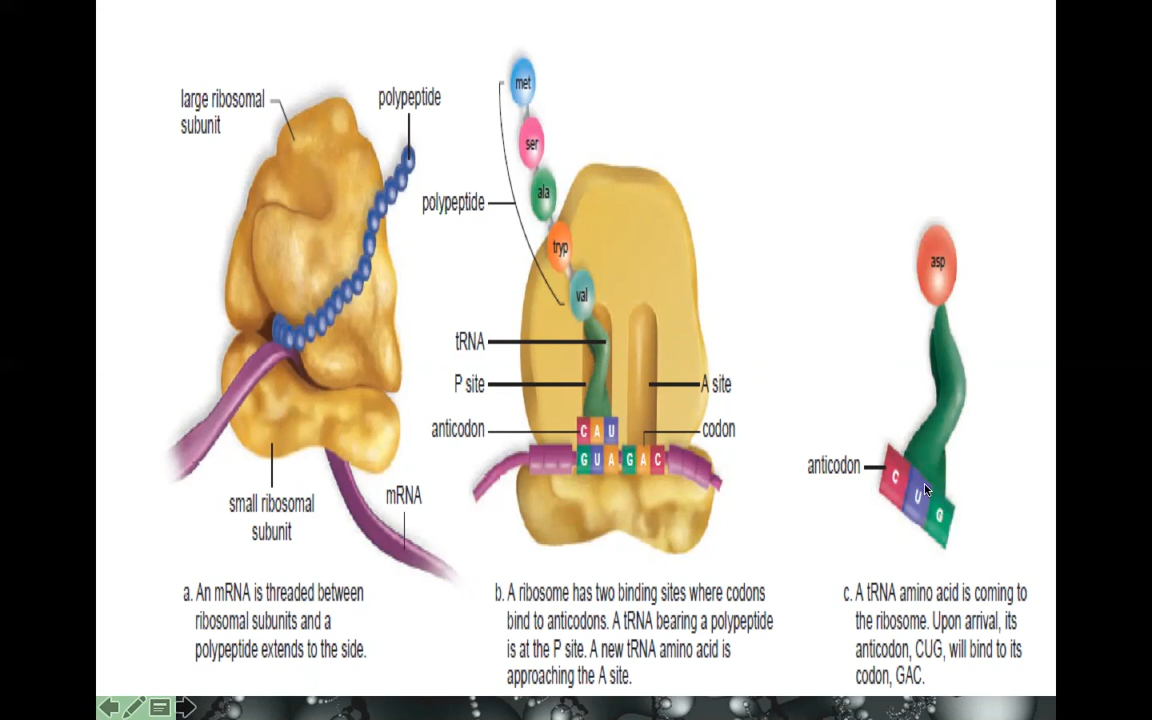 large ribosomal
subunit
polypeptide
small ribosomal
subunit
mRNA
a. An mRNA is threaded between
ribosomal subunits and a
polypeptide extends to the side.
met
ser
ala
tryp
val
polypeptide
tRNA
P site
A site
anticodon
codon
C A U
G U A G A C
b. A ribosome has two binding sites where codons
bind to anticodons. A tRNA bearing a polypeptide
is at the P site. A new tRNA amino acid is
approaching the A site.
asp
anticodon
C U G
c. A tRNA amino acid is coming to
the ribosome. Upon arrival, its
anticodon, CUG, will bind to its
codon, GAC.